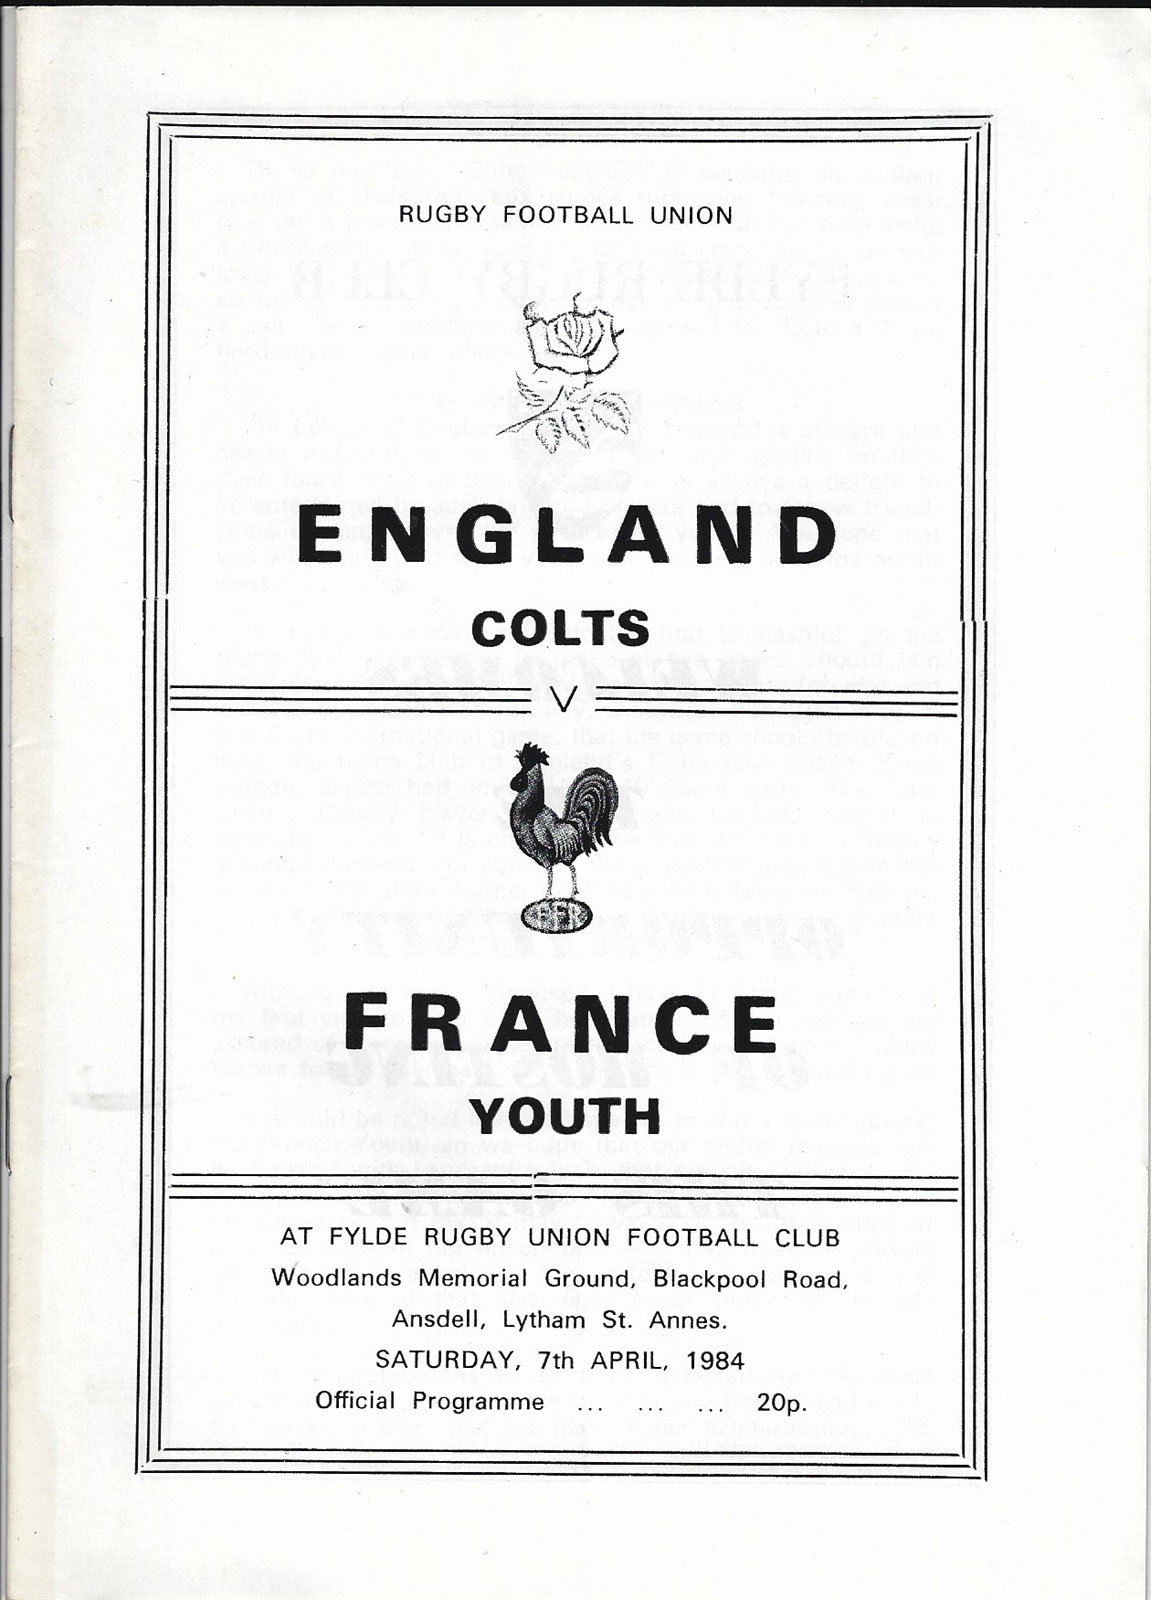 RUGBY FOOTBALL UNION
ENGLAND
COLTS
V
FRANCE
YOUTH
AT FYLDE RUGBY UNION FOOTBALL CLUB
Woodlands Memorial Ground, Blackpool Road,
Ansdell, Lytham St. Annes.
SATURDAY, 7th APRIL, 1984
Official Programme ... ... ... 20p.